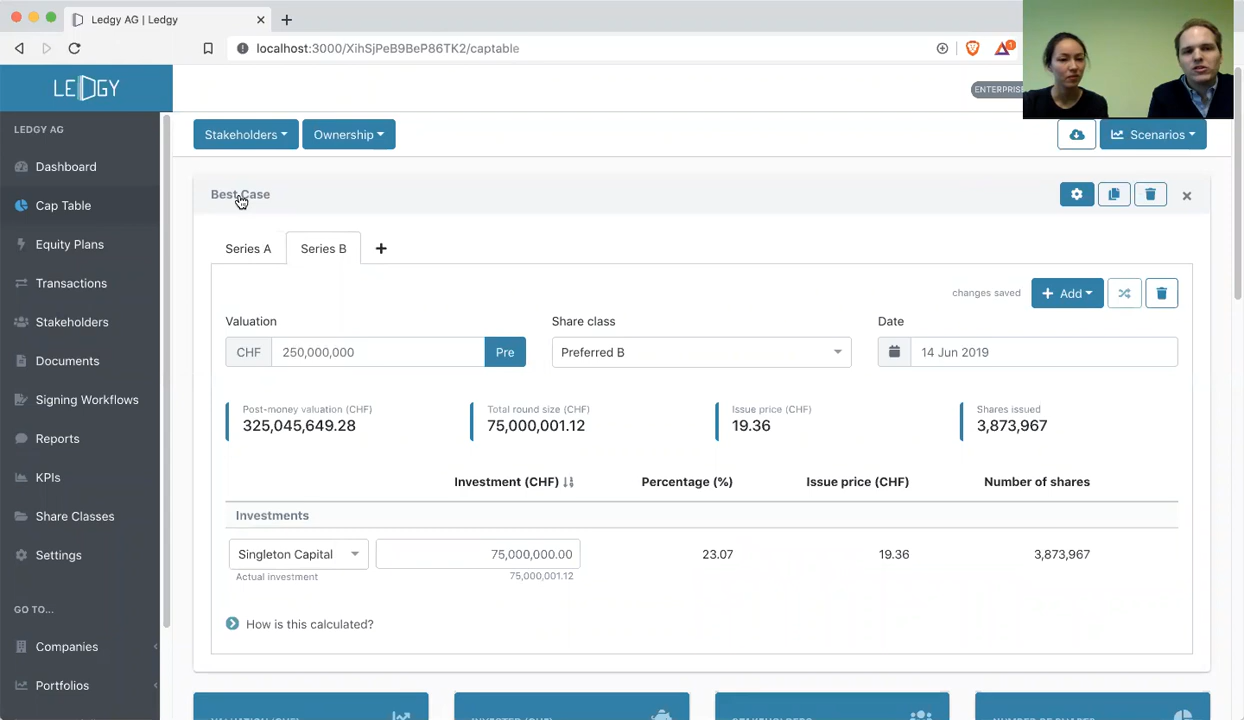 Ledgy AG | Ledgy
localhost:3000/XihSjPeB9BeP86TK2/captable
1
LEDGY
ENTERPRISE
LEDGY AG
Dashboard
Cap Table
Equity Plans
Transactions
Stakeholders
Documents
Signing Workflows
Reports
KPIs
Share Classes
Settings
GO TO...
Companies
Portfolios
Stakeholders
Ownership
Scenarios
Best Case
Series A
Series B
changes saved
Add
Valuation
Share class
Date
CHF
250,000,000
Pre
Preferred B
14 Jun 2019
Post-money valuation (CHF)
Total round size (CHF)
Issue price (CHF)
Shares issued
325,045,649.28
75,000,001.12
19.36
3,873,967
Investment (CHF)
Percentage (%)
Issue price (CHF)
Number of shares
Investments
Singleton Capital
75,000,000.00
23.07
19.36
3,873,967
Actual investment
75,000,001.12
How is this calculated?